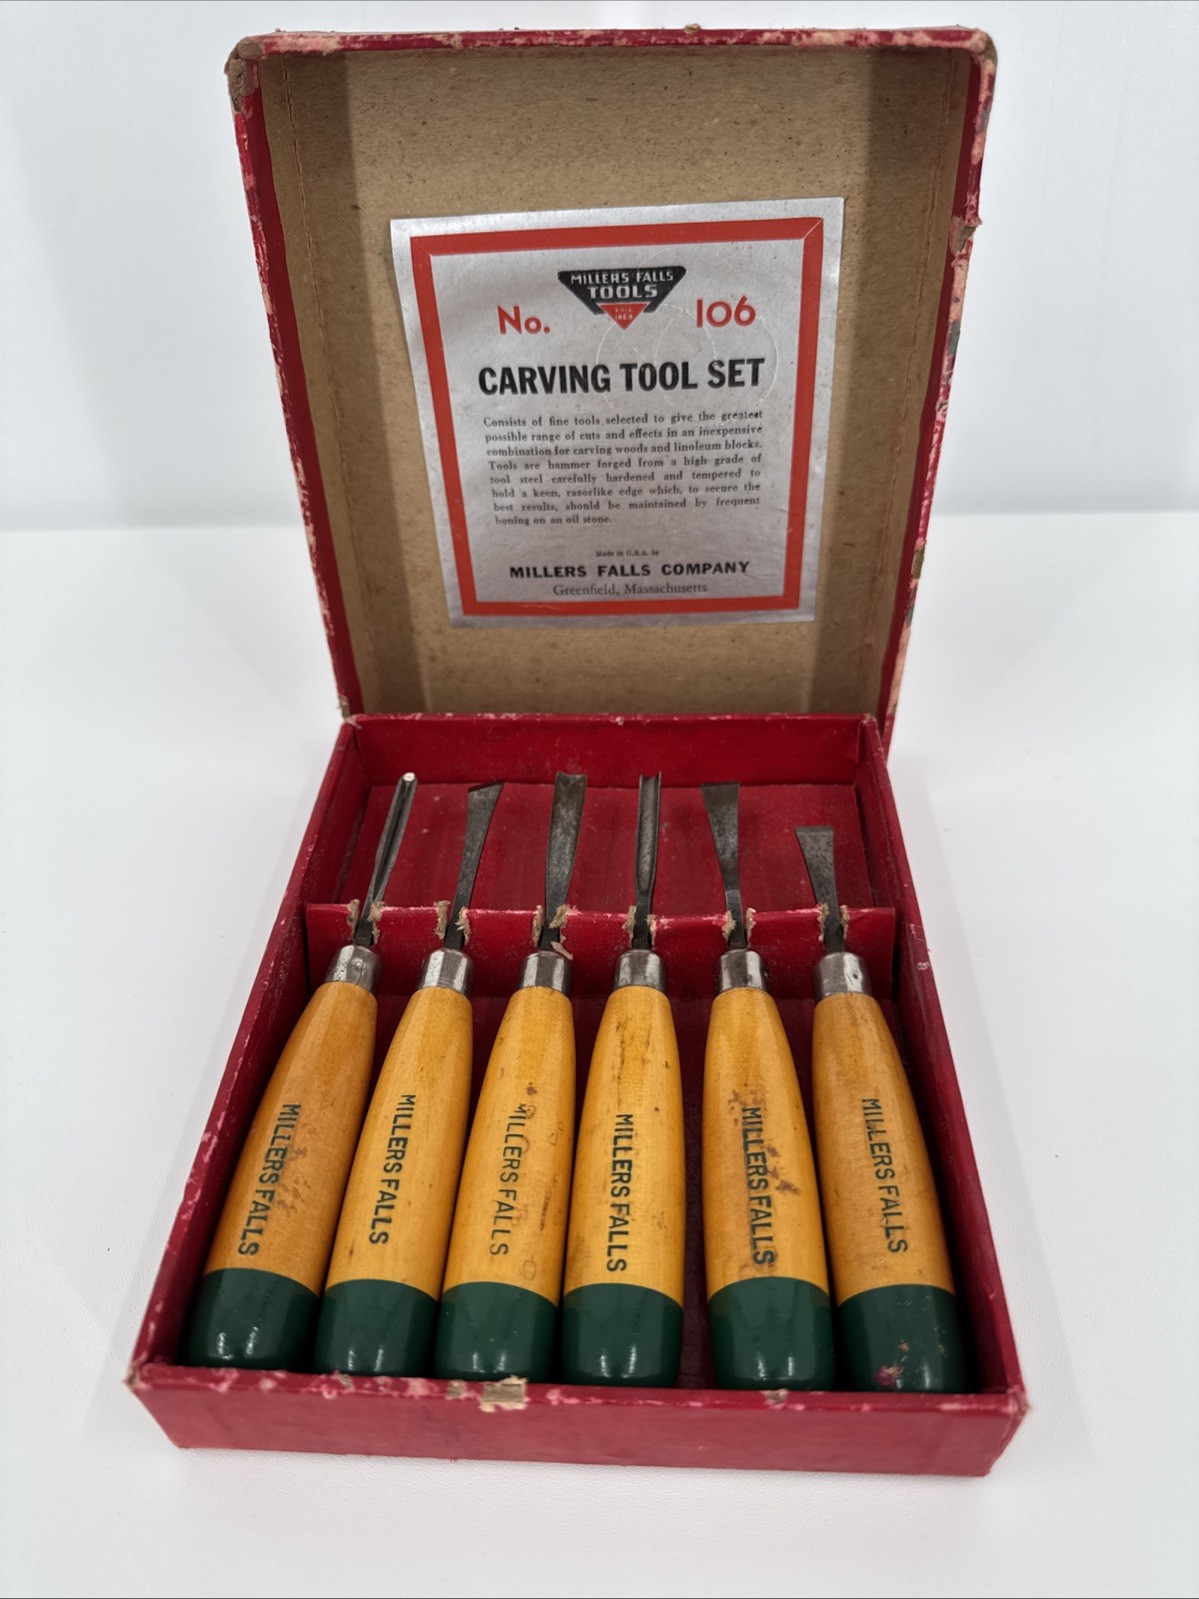 MILLERS FALLS
TOOLS
No. 106
CARVING TOOL SET
Consists of fine tools selected to give the greatest
possible range of cuts and effects in an inexpensive
combination for carving woods and linoleum blocks.
Tools are hammer forged from a high grade of
tool steel carefully hardened and tempered to
hold a keen, razorlike edge which, to secure the
best results, should be maintained by frequent
honing on an oil stone.
Made in U.S.A. by
MILLERS FALLS COMPANY
Greenfield, Massachusetts
MILLERS FALLS
MILLERS FALLS
MILLERS FALLS
MILLERS FALLS
MILLERS FALLS
MILLERS FALLS